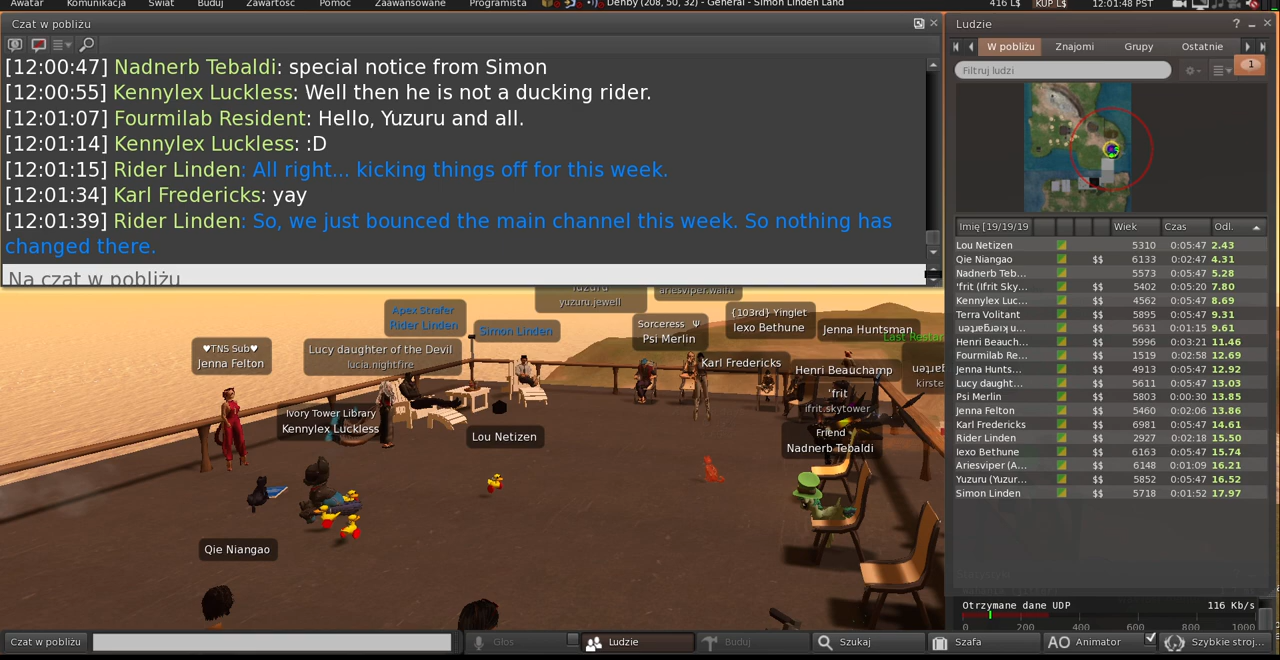 Awatar Komunikacja Świat Buduj Zawartość Pomoc Zaawansowane Programista Denby (208, 50, 32) - General - Simon Linden Land 416 L$ KUP L$ 12:01:48 PST
Czat w pobliżu
[12:00:47] Nadnerb Tebaldi: special notice from Simon
[12:00:55] Kennylex Luckless: Well then he is not a ducking rider.
[12:01:07] Fourmilab Resident: Hello, Yuzuru and all.
[12:01:14] Kennylex Luckless: :D
[12:01:15] Rider Linden: All right... kicking things off for this week.
[12:01:34] Karl Fredericks: yay
[12:01:39] Rider Linden: So, we just bounced the main channel this week. So nothing has
changed there.
Na czat w pobliżu
Yuzuru
yuzuru.jewell
ariesviper.waifu
Apex Strafer
Rider Linden
Simon Linden
Sorceress Ψ
Psi Merlin
{103rd} Yinglet
Iexo Bethune
Jenna Huntsman
Last Restar
♥TNS Sub♥
Jenna Felton
Lucy daughter of the Devil
lucia.nightfire
Karl Fredericks
Henri Beauchamp
kirste
'frit
ifrit.skytower
Ivory Tower Library
Kennylex Luckless
Lou Netizen
Friend
Nadnerb Tebaldi
Qie Niangao
Ludzie
? _ ×
W pobliżu Znajomi Grupy Ostatnie
Filtruj ludzi
1
Imię [19/19/19 Wiek Czas Odl.
Lou Netizen 5310 0:05:47 2.43
Qie Niangao $$ 6133 0:02:47 4.31
Nadnerb Teb... 5573 0:05:47 5.28
'frit (Ifrit Sky... $$ 5402 0:05:20 7.80
Kennylex Luc... $$ 4562 0:05:47 8.69
Terra Volitant $$ 5895 0:05:47 9.31
$$ 5631 0:01:15 9.61
Henri Beauch... $$ 5996 0:03:21 11.46
Fourmilab Re... $$ 1519 0:02:58 12.69
Jenna Hunts... $$ 4913 0:05:47 12.92
Lucy daught... $$ 5611 0:05:47 13.03
Psi Merlin $$ 5803 0:00:30 13.85
Jenna Felton $$ 5460 0:02:06 13.86
Karl Fredericks $$ 6981 0:05:47 14.61
Rider Linden $$ 2927 0:02:18 15.50
Iexo Bethune $$ 6163 0:05:47 15.74
Ariesviper (A... $$ 6148 0:01:09 16.21
Yuzuru (Yuzur... $$ 5852 0:05:47 16.52
Simon Linden $$ 5718 0:01:52 17.97
Otrzymane dane UDP 116 Kb/s
0 200 400 600 800 1000
Czat w pobliżu Głos Ludzie Buduj Szukaj Szafa AO Animator Szybkie stroj...